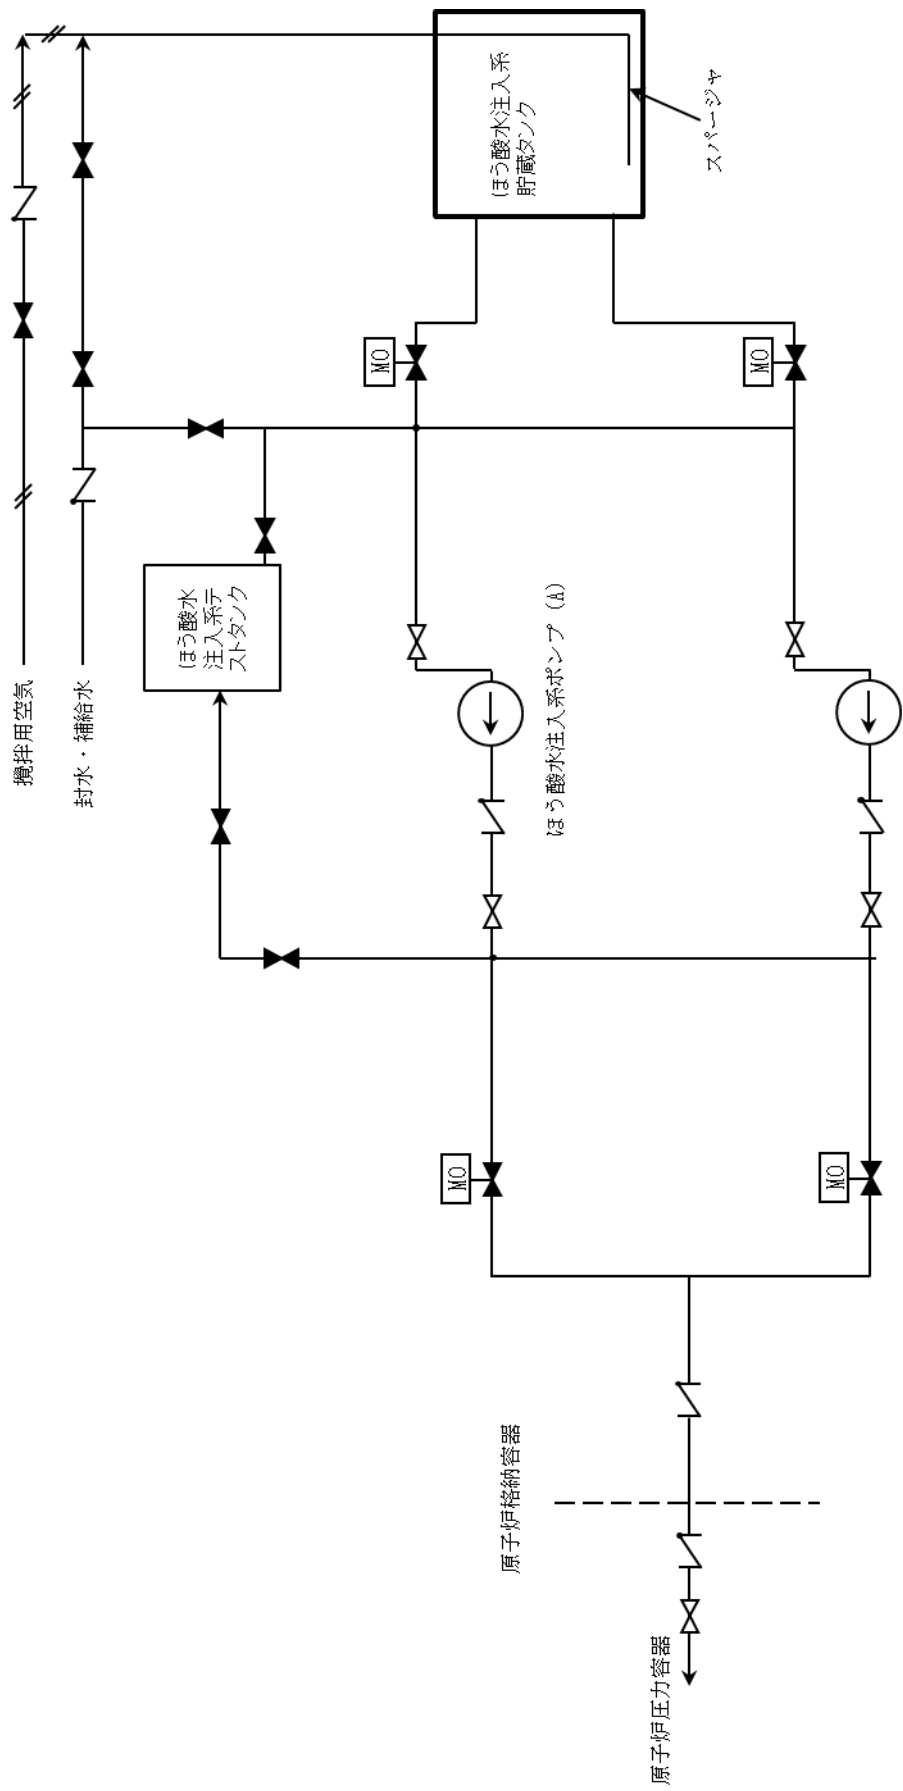 攪拌用空気
封水・補給水
ほう酸水
注入系テ
ストタンク
ほう酸水注入系
貯蔵タンク
スパージャ
MO
MO
ほう酸水注入系ポンプ (A)
MO
MO
原子炉格納容器
原子炉圧力容器